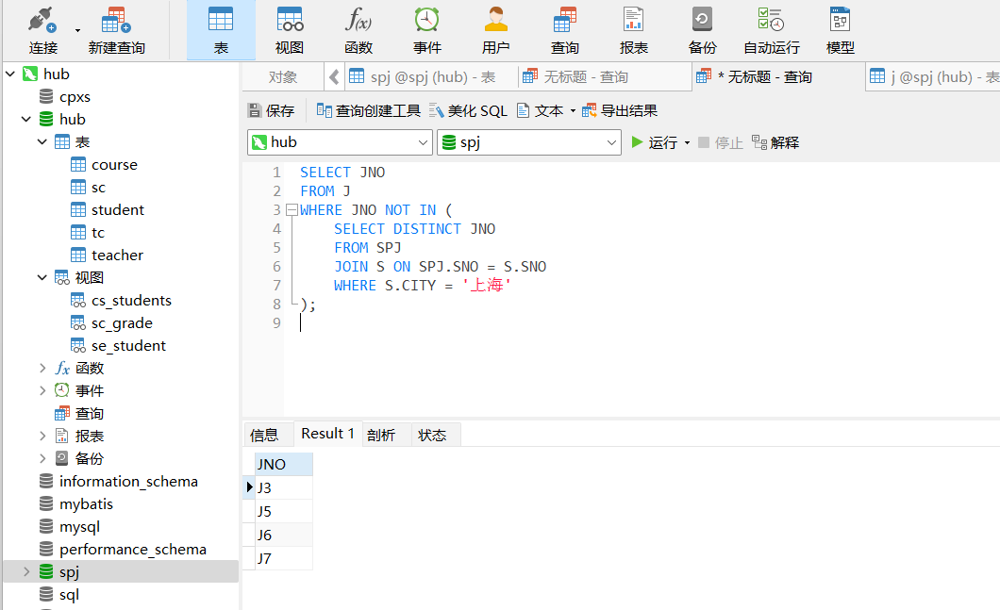 连接 新建查询 表 视图 函数 事件 用户 查询 报表 备份 自动运行 模型
hub
cpxs
hub
表
course
sc
student
tc
teacher
视图
cs_students
sc_grade
se_student
函数
事件
查询
报表
备份
information_schema
mybatis
mysql
performance_schema
spj
sql
对象 spj @spj (hub) - 表 无标题 - 查询 * 无标题 - 查询 j @spj (hub) - 表
保存 查询创建工具 美化 SQL 文本 导出结果
hub spj 运行 停止 解释
1 SELECT JNO
2 FROM J
3 WHERE JNO NOT IN (
4 SELECT DISTINCT JNO
5 FROM SPJ
6 JOIN S ON SPJ.SNO = S.SNO
7 WHERE S.CITY = '上海'
8 );
9
信息 Result 1 剖析 状态
JNO
J3
J5
J6
J7